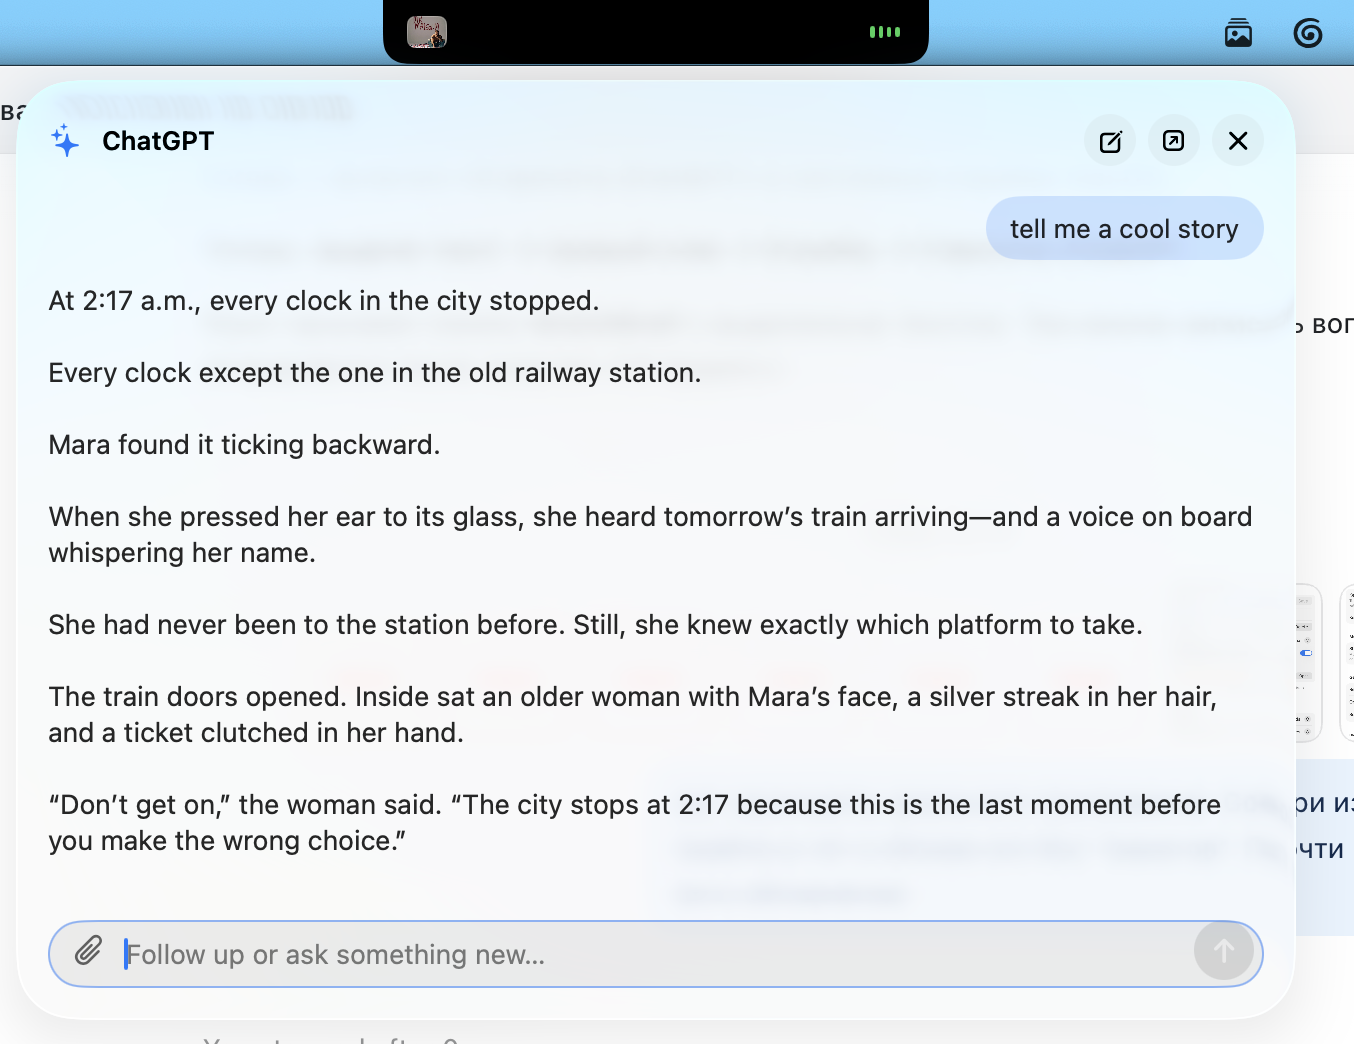 ChatGPT
tell me a cool story
At 2:17 a.m., every clock in the city stopped.
Every clock except the one in the old railway station.
Mara found it ticking backward.
When she pressed her ear to its glass, she heard tomorrow’s train arriving—and a voice on board
whispering her name.
She had never been to the station before. Still, she knew exactly which platform to take.
The train doors opened. Inside sat an older woman with Mara’s face, a silver streak in her hair,
and a ticket clutched in her hand.
“Don’t get on,” the woman said. “The city stops at 2:17 because this is the last moment before
you make the wrong choice.”
Follow up or ask something new...